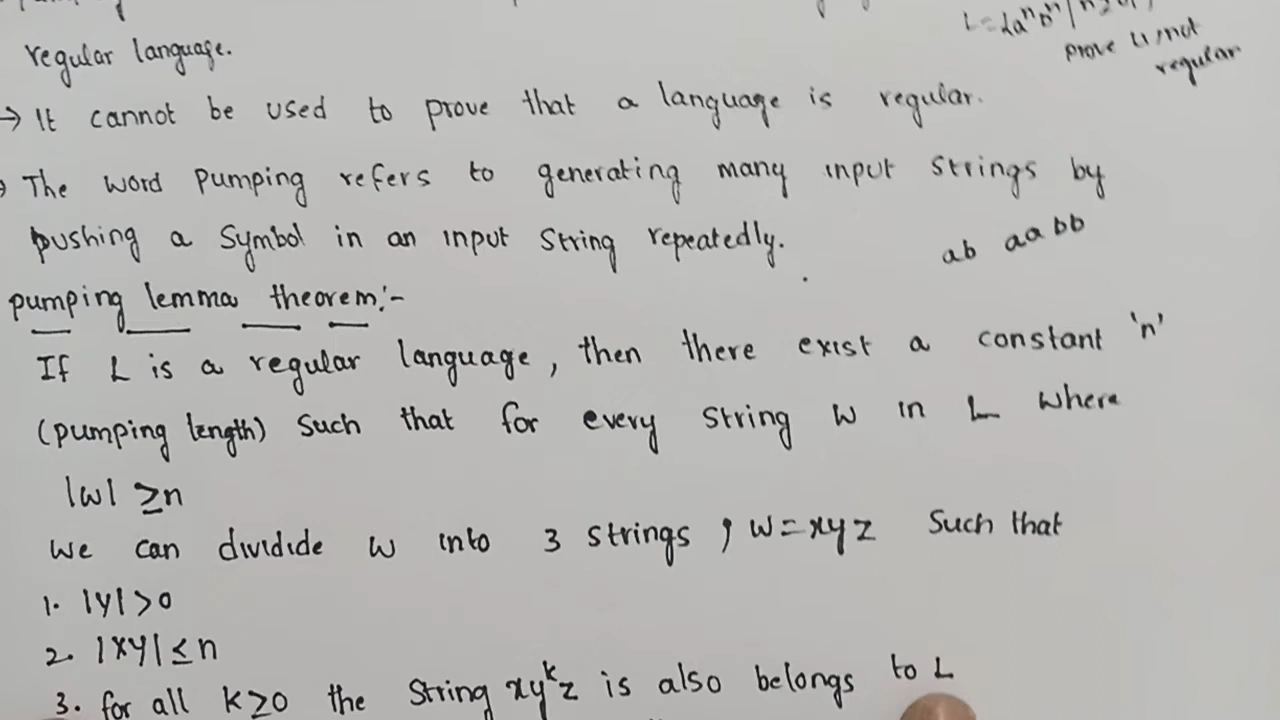 regular language.
L={aⁿbⁿ|n≥0}
prove L is not
regular
→ It cannot be used to prove that a language is regular.
→ The word pumping refers to generating many input strings by
pushing a symbol in an input string repeatedly.
ab aabb
pumping lemma theorem:-
If L is a regular language, then there exist a constant 'n'
(pumping length) such that for every string w in L where
|w| ≥n
we can dividide w into 3 strings, w=xyz such that
1. |y|>0
2. |xy|≤n
3. for all k≥0 the string xyᵏz is also belongs to L